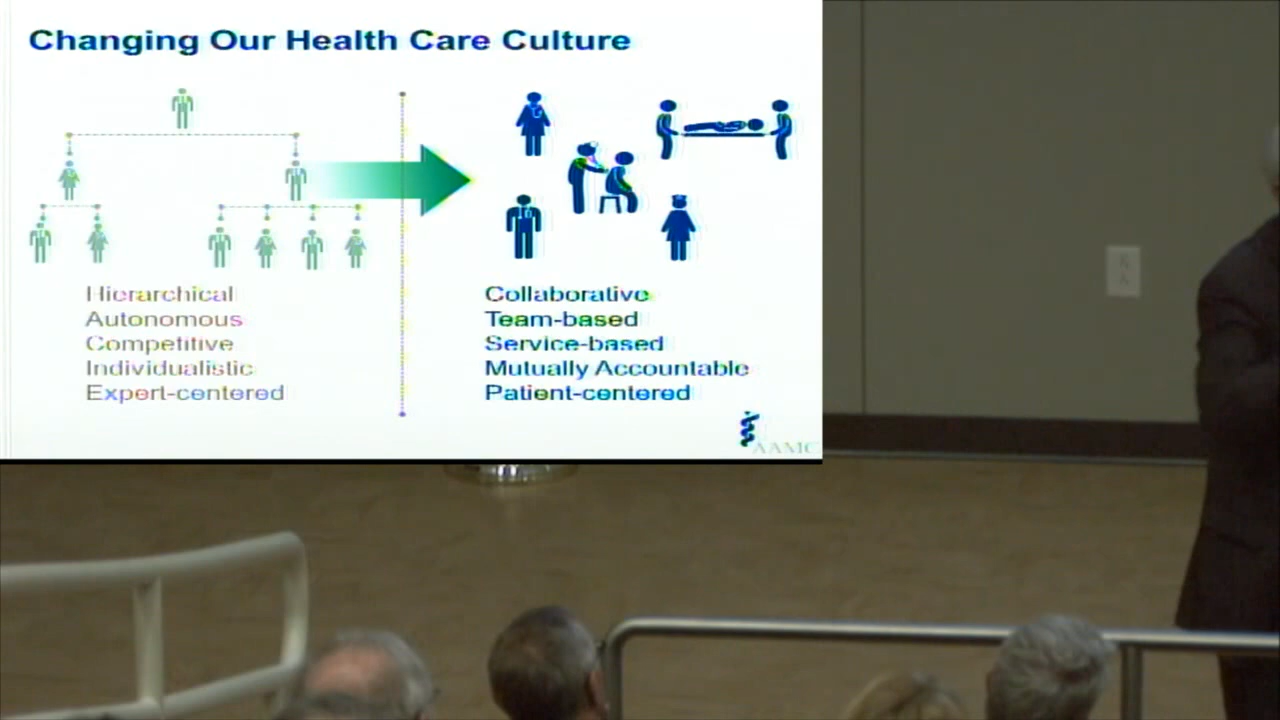 Changing Our Health Care Culture
Hierarchical
Autonomous
Competitive
Individualistic
Expert-centered
Collaborative
Team-based
Service-based
Mutually Accountable
Patient-centered
AAMC